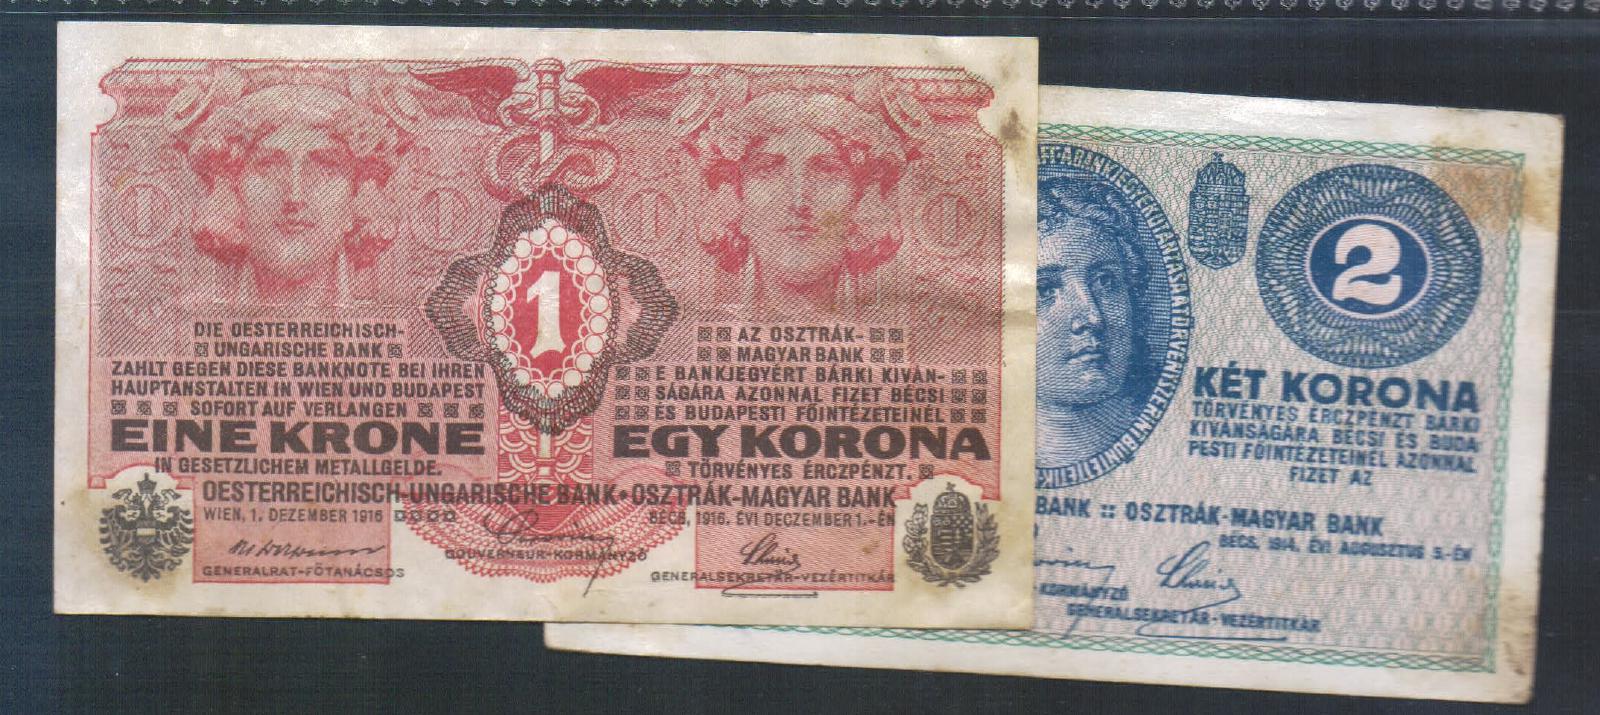 1
DIE OESTERREICHISCH-
UNGARISCHE BANK
ZAHLT GEGEN DIESE BANKNOTE BEI IHREN
HAUPTANSTALTEN IN WIEN UND BUDAPEST
SOFORT AUF VERLANGEN
EINE KRONE
IN GESETZLICHEM METALLGELDE.
AZ OSZTRÁK-
MAGYAR BANK
E BANKJEGYÉRT BÁRKI KIVÁN-
SÁGÁRA AZONNAL FIZET BÉCSI
ÉS BUDAPESTI FŐINTÉZETEINÉL
EGY KORONA
TÖRVÉNYES ÉRCZPÉNZT.
OESTERREICHISCH-UNGARISCHE BANK • OSZTRÁK-MAGYAR BANK
WIEN, 1. DEZEMBER 1916
BÉCS, 1916. ÉVI DECZEMBER 1.-ÉN
GOUVERNEUR-KORMÁNYZÓ
GENERALRAT-FŐTANÁCSOS
GENERALSEKRETÄR-VEZÉRTITKÁR
2
KÉT KORONA
TÖRVÉNYES ÉRCZPÉNZT BÁRKI
KIVÁNSÁGÁRA BÉCSI ÉS BUDA
PESTI FŐINTÉZETEINÉL AZONNAL
FIZET AZ
BANK :: OSZTRÁK-MAGYAR BANK
BÉCS, 1914. ÉVI AUGUSZTUS 5.-ÉN
-KORMÁNYZÓ
GENERALSEKRETÄR-VEZÉRTITKÁR